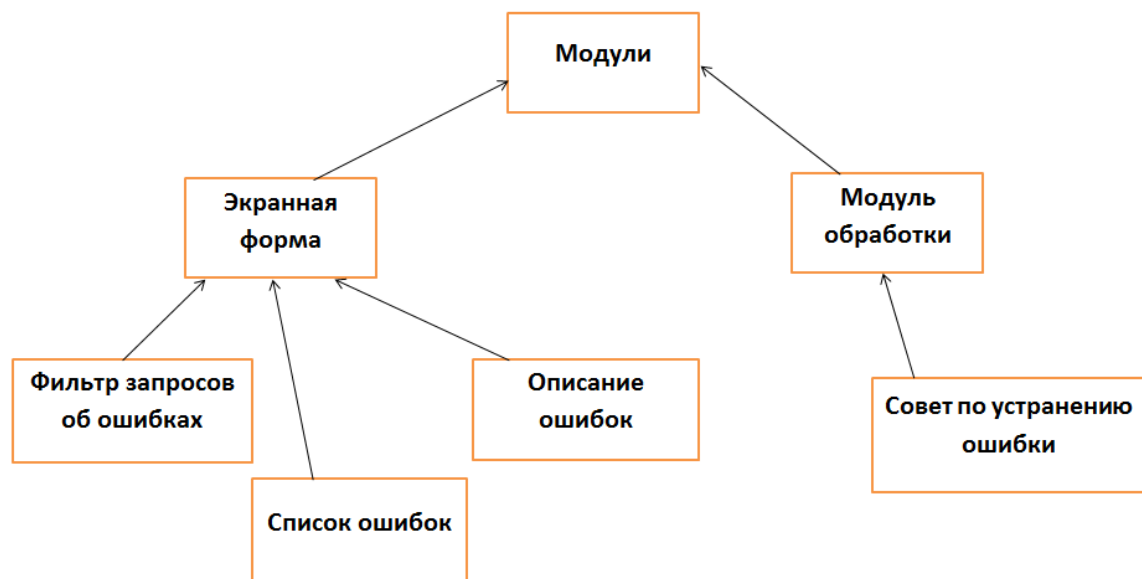 Модули
Экранная
форма
Модуль
обработки
Фильтр запросов
об ошибках
Описание
ошибок
Совет по устранению
ошибки
Список ошибок